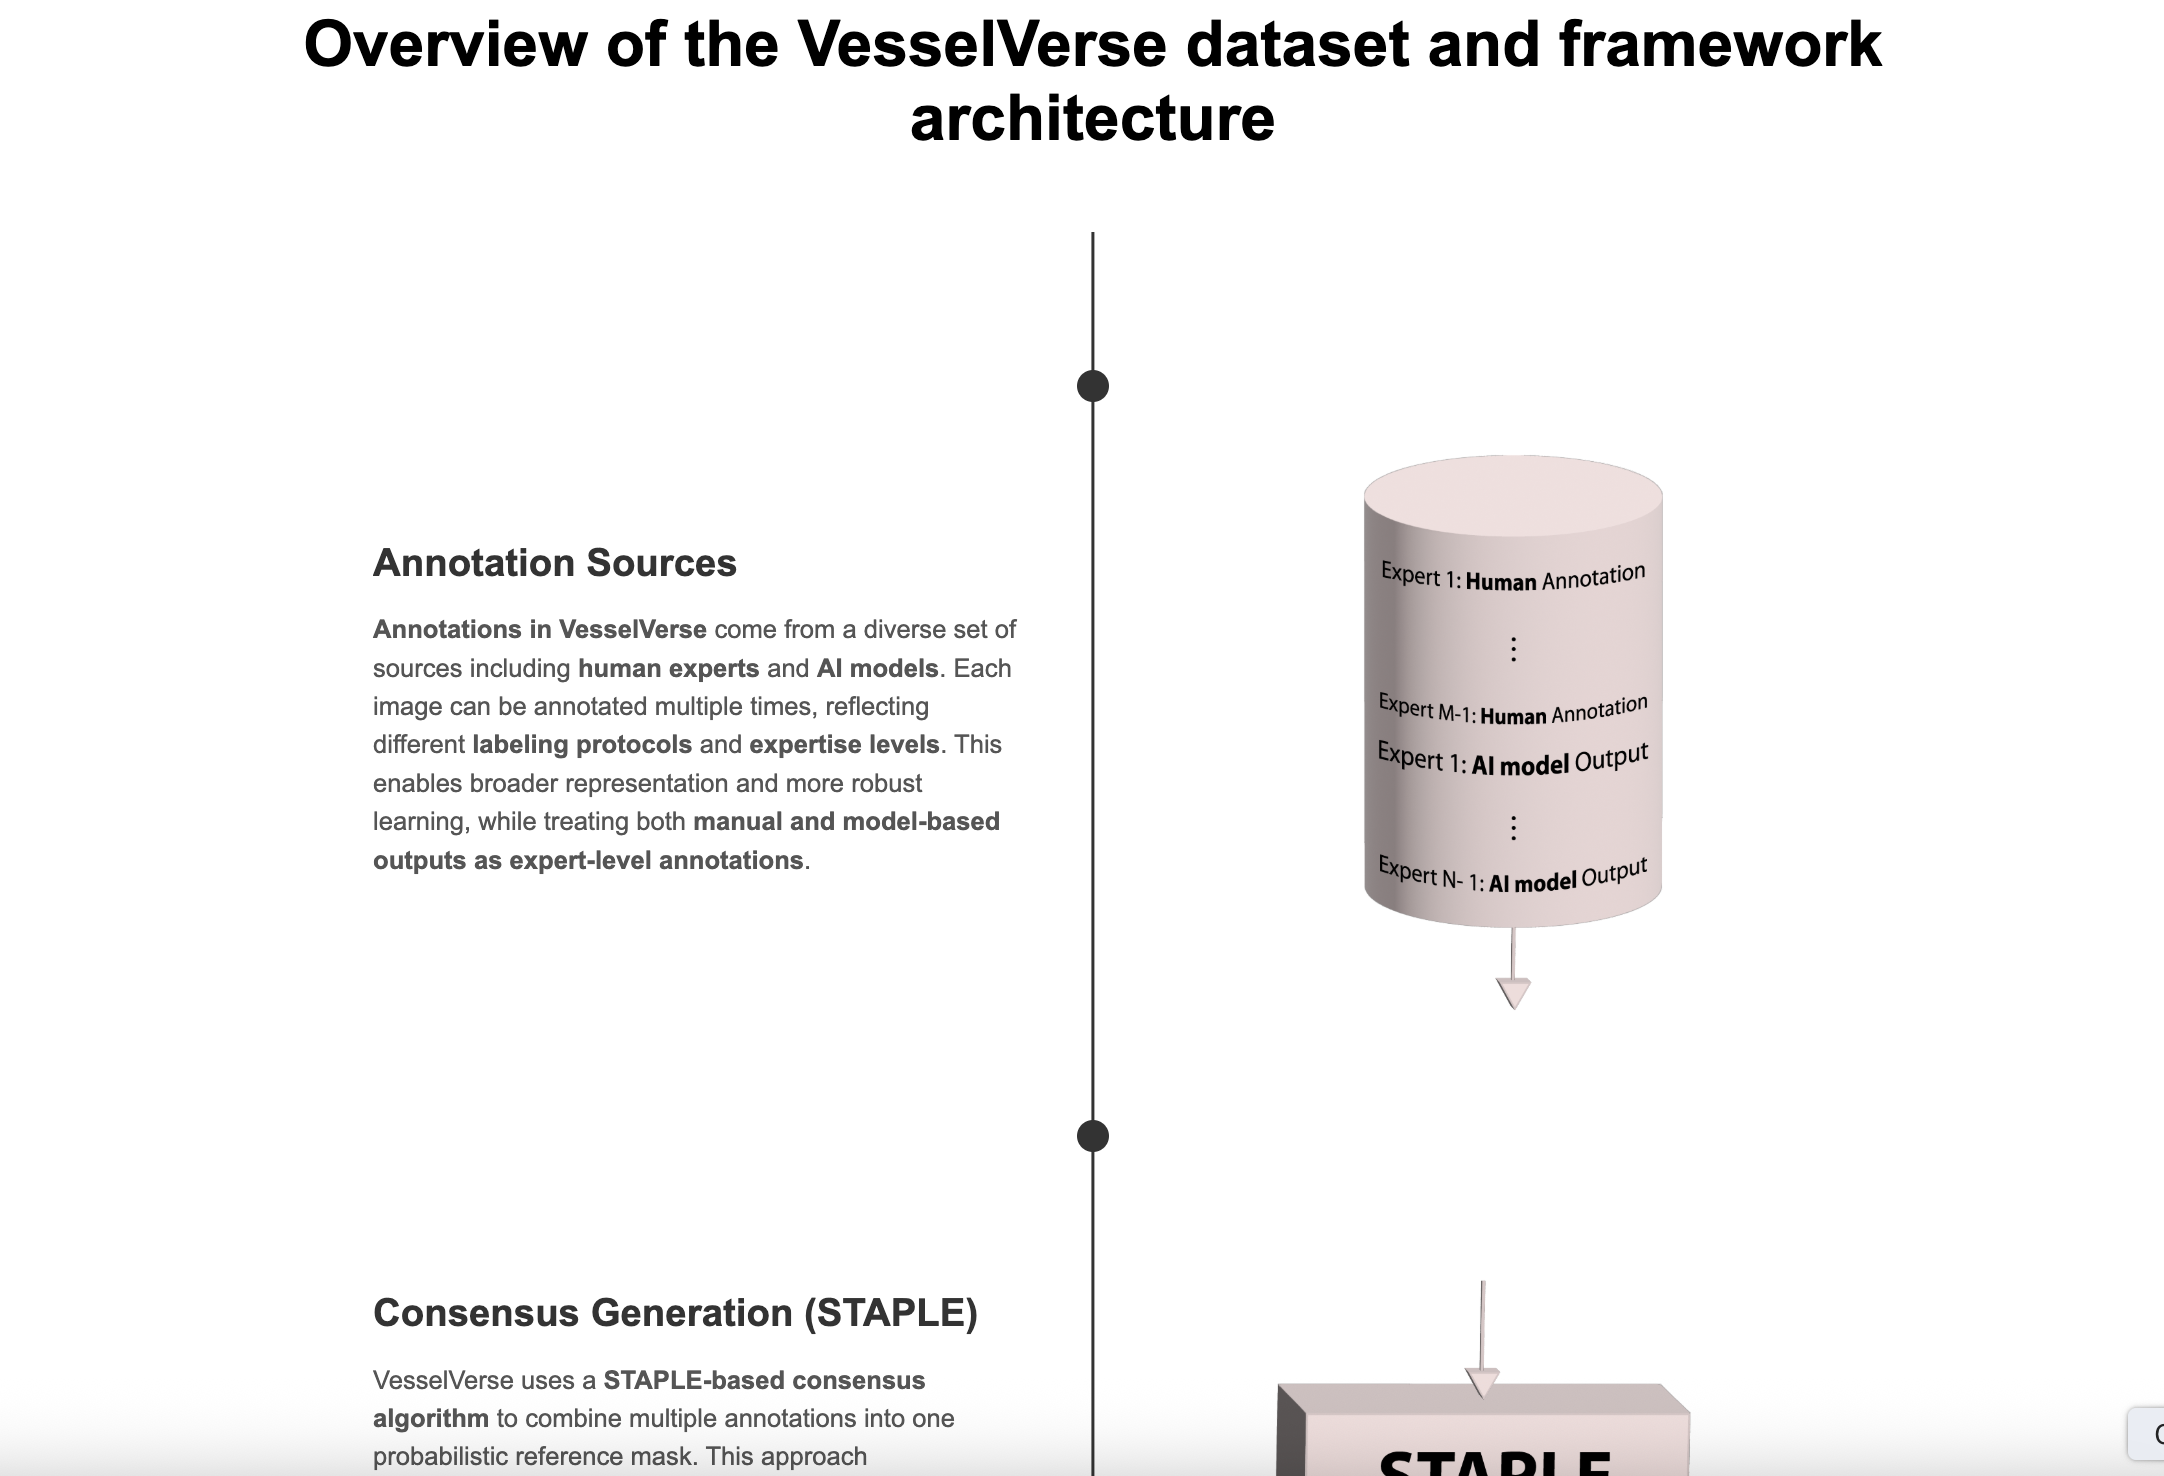 Overview of the VesselVerse dataset and framework
architecture
Annotation Sources
Annotations in VesselVerse come from a diverse set of
sources including human experts and AI models. Each
image can be annotated multiple times, reflecting
different labeling protocols and expertise levels. This
enables broader representation and more robust
learning, while treating both manual and model-based
outputs as expert-level annotations.
Expert 1: Human Annotation
⋮
Expert M-1: Human Annotation
Expert 1: AI model Output
⋮
Expert N- 1: AI model Output
Consensus Generation (STAPLE)
VesselVerse uses a STAPLE-based consensus
algorithm to combine multiple annotations into one
probabilistic reference mask. This approach
STAPLE